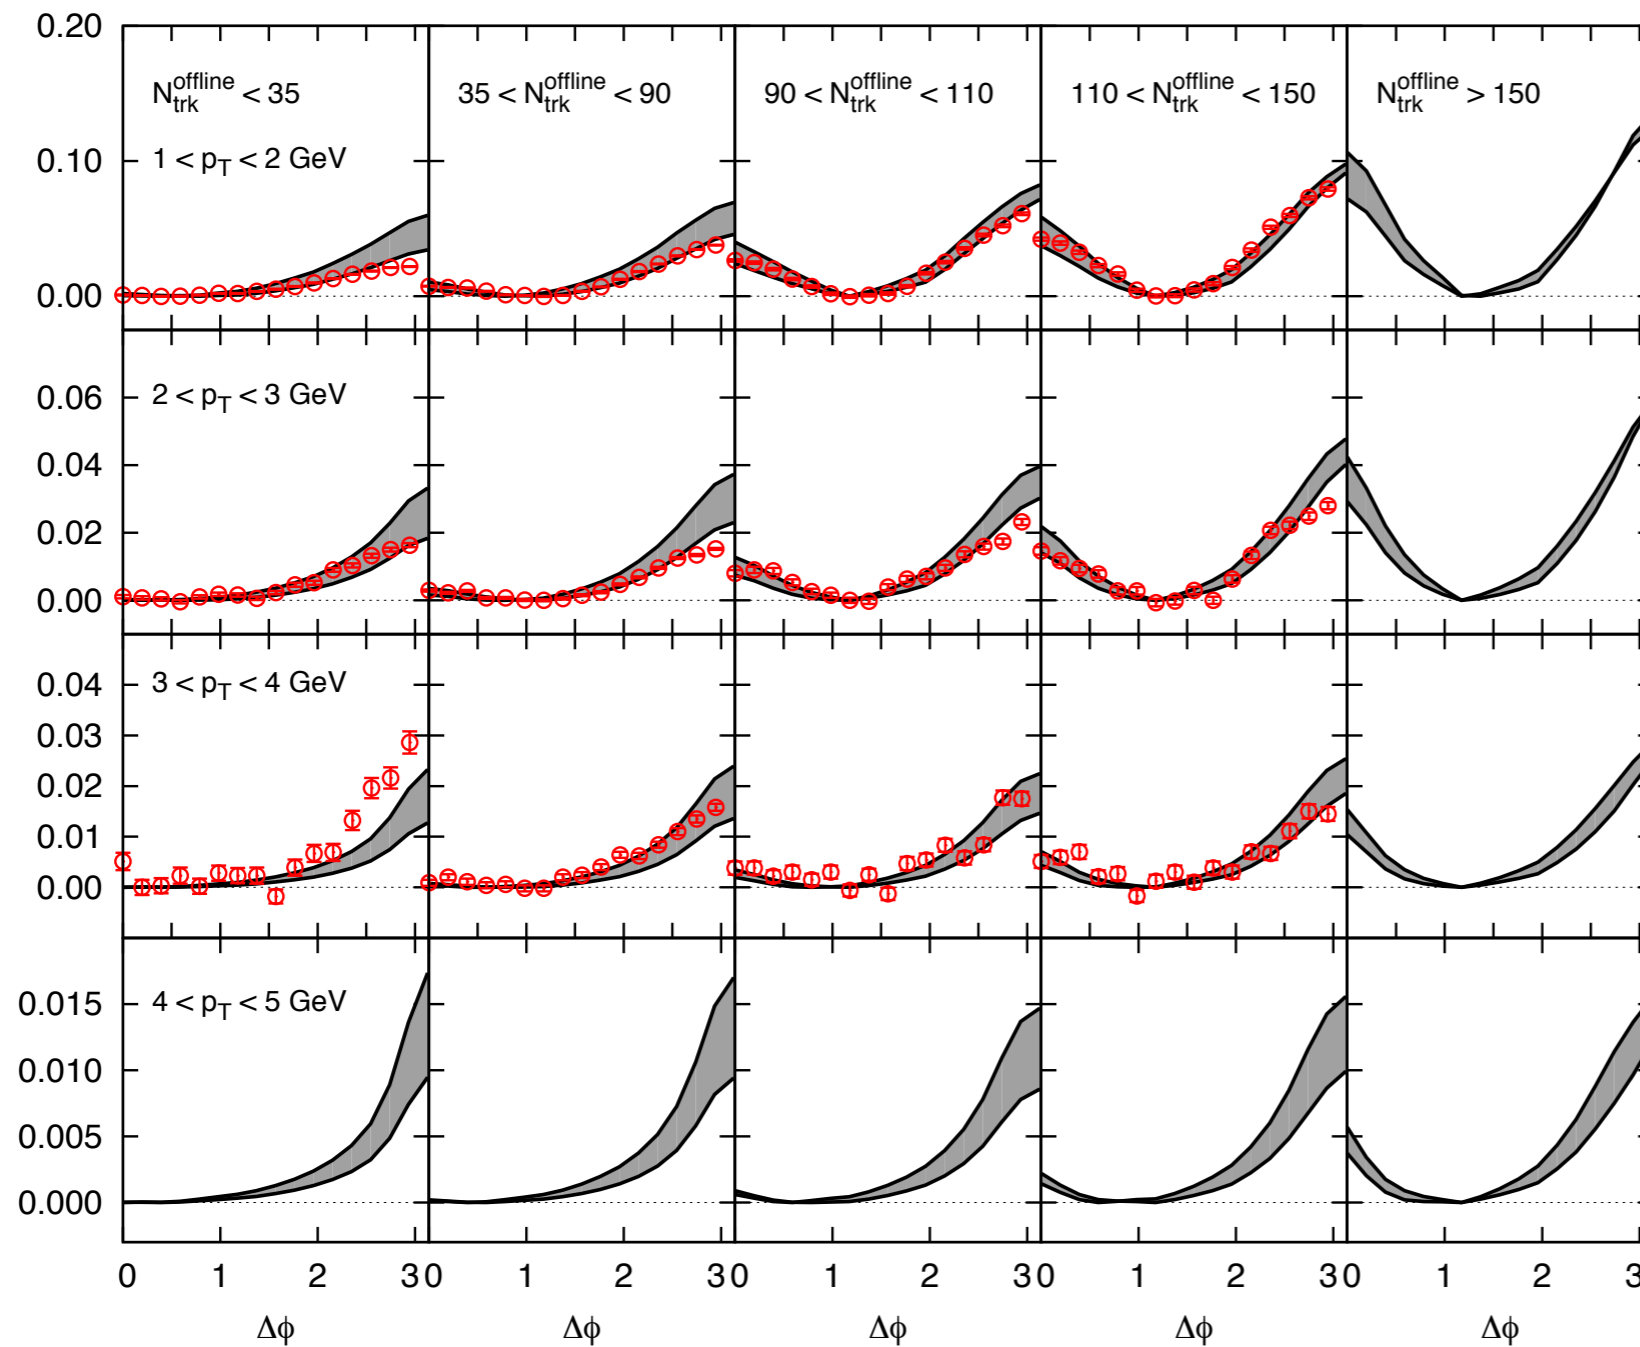 0.20
N_trk^offline < 35
35 < N_trk^offline < 90
90 < N_trk^offline < 110
110 < N_trk^offline < 150
N_trk^offline > 150
1 < p_T < 2 GeV
0.10
0.00
2 < p_T < 3 GeV
0.06
0.04
0.02
0.00
3 < p_T < 4 GeV
0.04
0.03
0.02
0.01
0.00
4 < p_T < 5 GeV
0.015
0.010
0.005
0.000
0 1 2 3 0 1 2 3 0 1 2 3 0 1 2 3 0 1 2 3
Δϕ Δϕ Δϕ Δϕ Δϕ